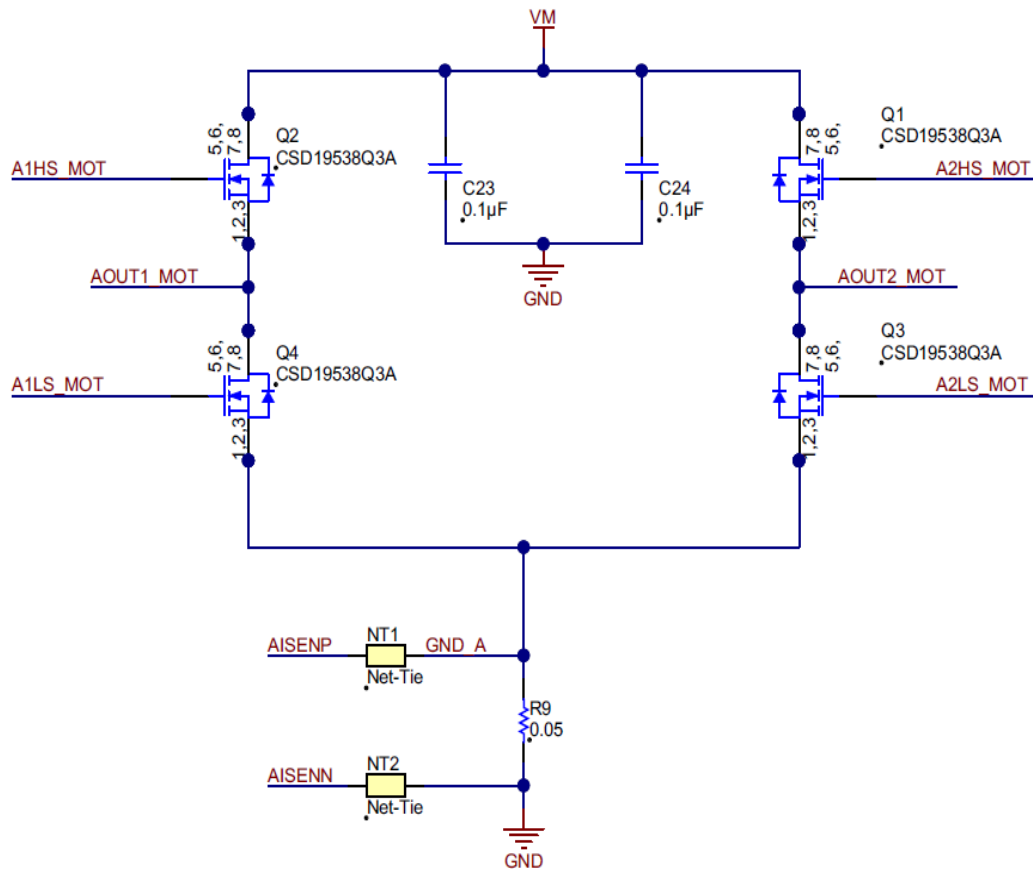 VM
Q2
CSD19538Q3A
5,6,
7,8
1,2,3
A1HS_MOT
C23
0.1µF
C24
0.1µF
GND
Q1
CSD19538Q3A
7,8
5,6,
1,2,3
A2HS_MOT
AOUT1_MOT
AOUT2_MOT
Q4
CSD19538Q3A
5,6,
7,8
1,2,3
A1LS_MOT
Q3
CSD19538Q3A
7,8
5,6,
1,2,3
A2LS_MOT
AISENP
NT1
Net-Tie
GND_A
R9
0.05
AISENN
NT2
Net-Tie
GND